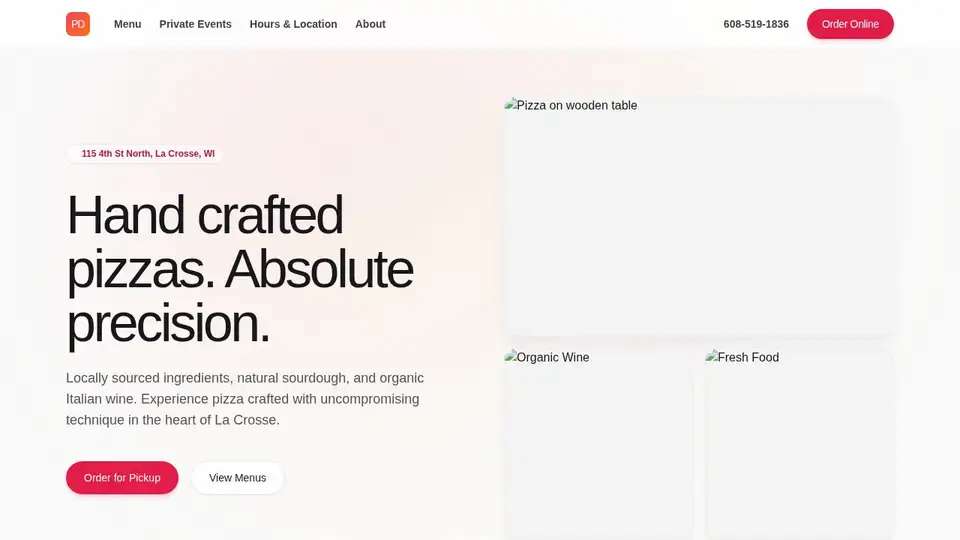 PD
Menu
Private Events
Hours & Location
About
608-519-1836
Order Online
115 4th St North, La Crosse, WI
Hand crafted
pizzas. Absolute
precision.
Locally sourced ingredients, natural sourdough, and organic
Italian wine. Experience pizza crafted with uncompromising
technique in the heart of La Crosse.
Order for Pickup
View Menus
Pizza on wooden table
Organic Wine
Fresh Food